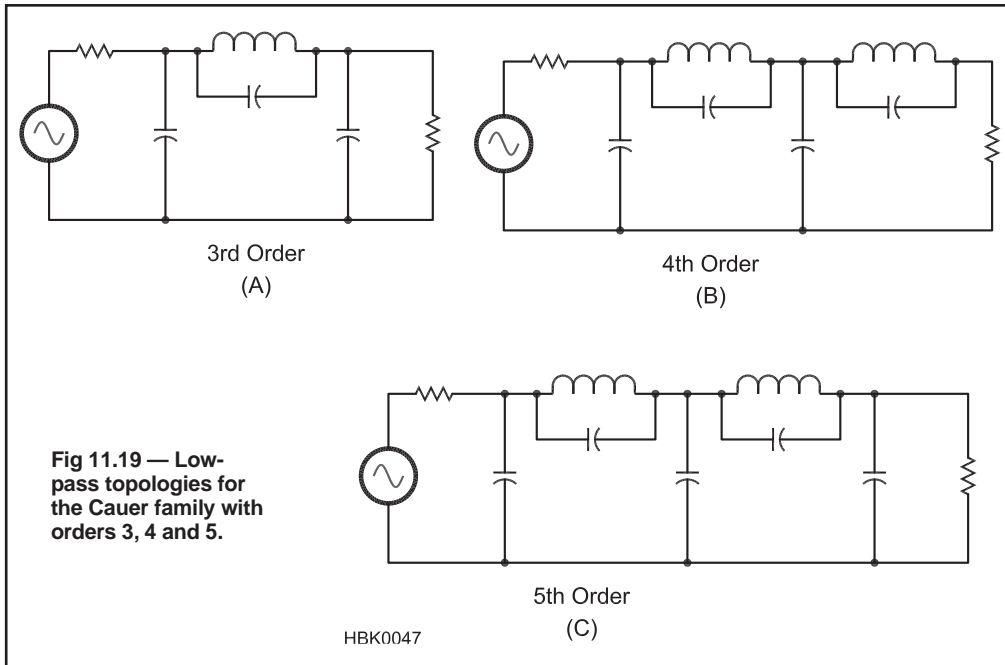 3rd Order
(A)
4th Order
(B)
Fig 11.19 — Low-
pass topologies for
the Cauer family with
orders 3, 4 and 5.
5th Order
(C)
HBK0047